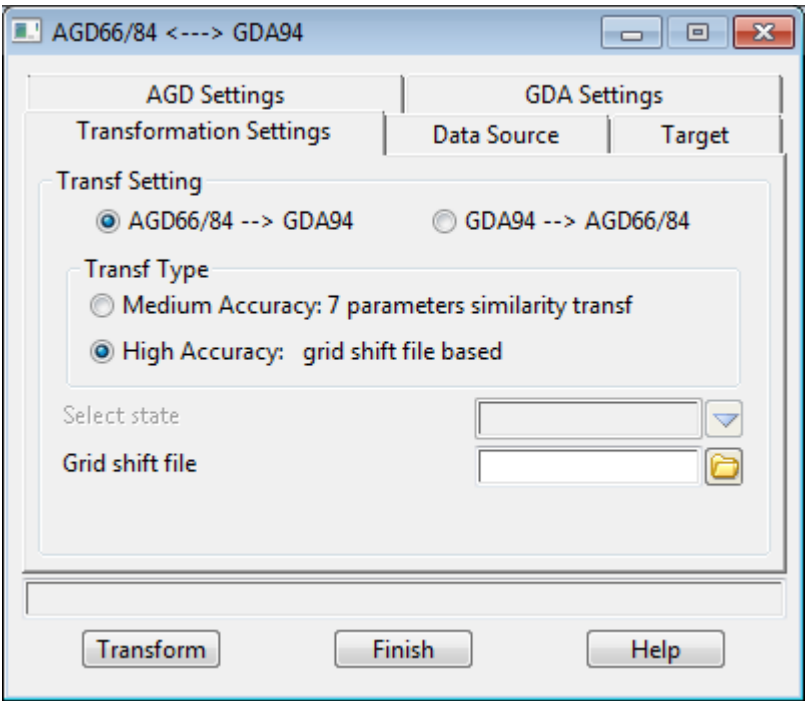 AGD66/84 <---> GDA94
AGD Settings GDA Settings
Transformation Settings Data Source Target
Transf Setting
AGD66/84 --> GDA94 GDA94 --> AGD66/84
Transf Type
Medium Accuracy: 7 parameters similarity transf
High Accuracy: grid shift file based
Select state
Grid shift file
Transform Finish Help